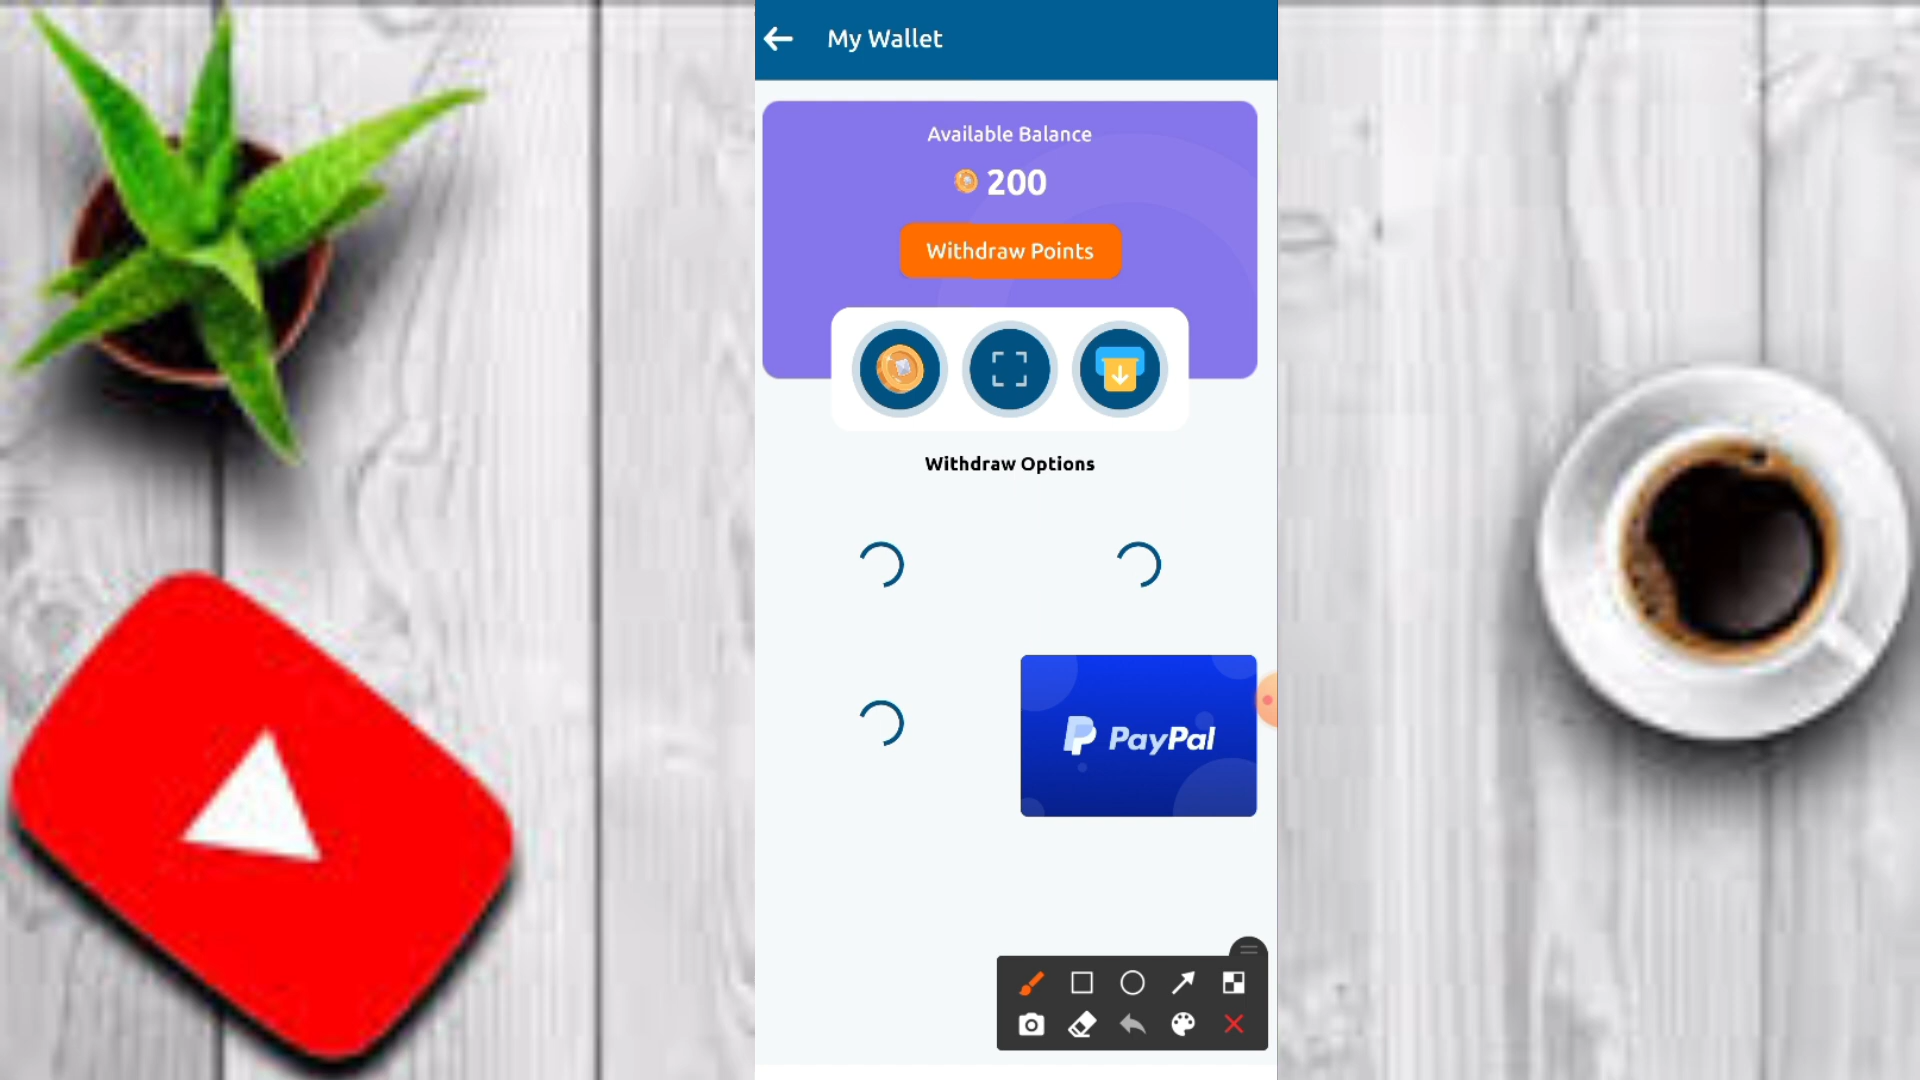 My Wallet
Available Balance
200
Withdraw Points
Withdraw Options
PayPal